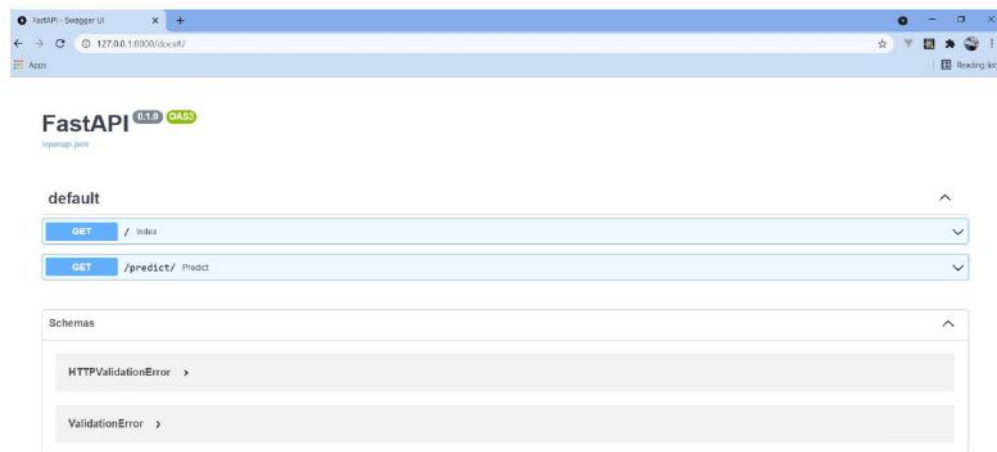 FastAPI - Swagger UI
127.0.0.1:8000/docs#/
Apps
Reading list
FastAPI 0.1.0 OAS3
/openapi.json
default
GET / Index
GET /predict/ Predict
Schemas
HTTPValidationError
ValidationError